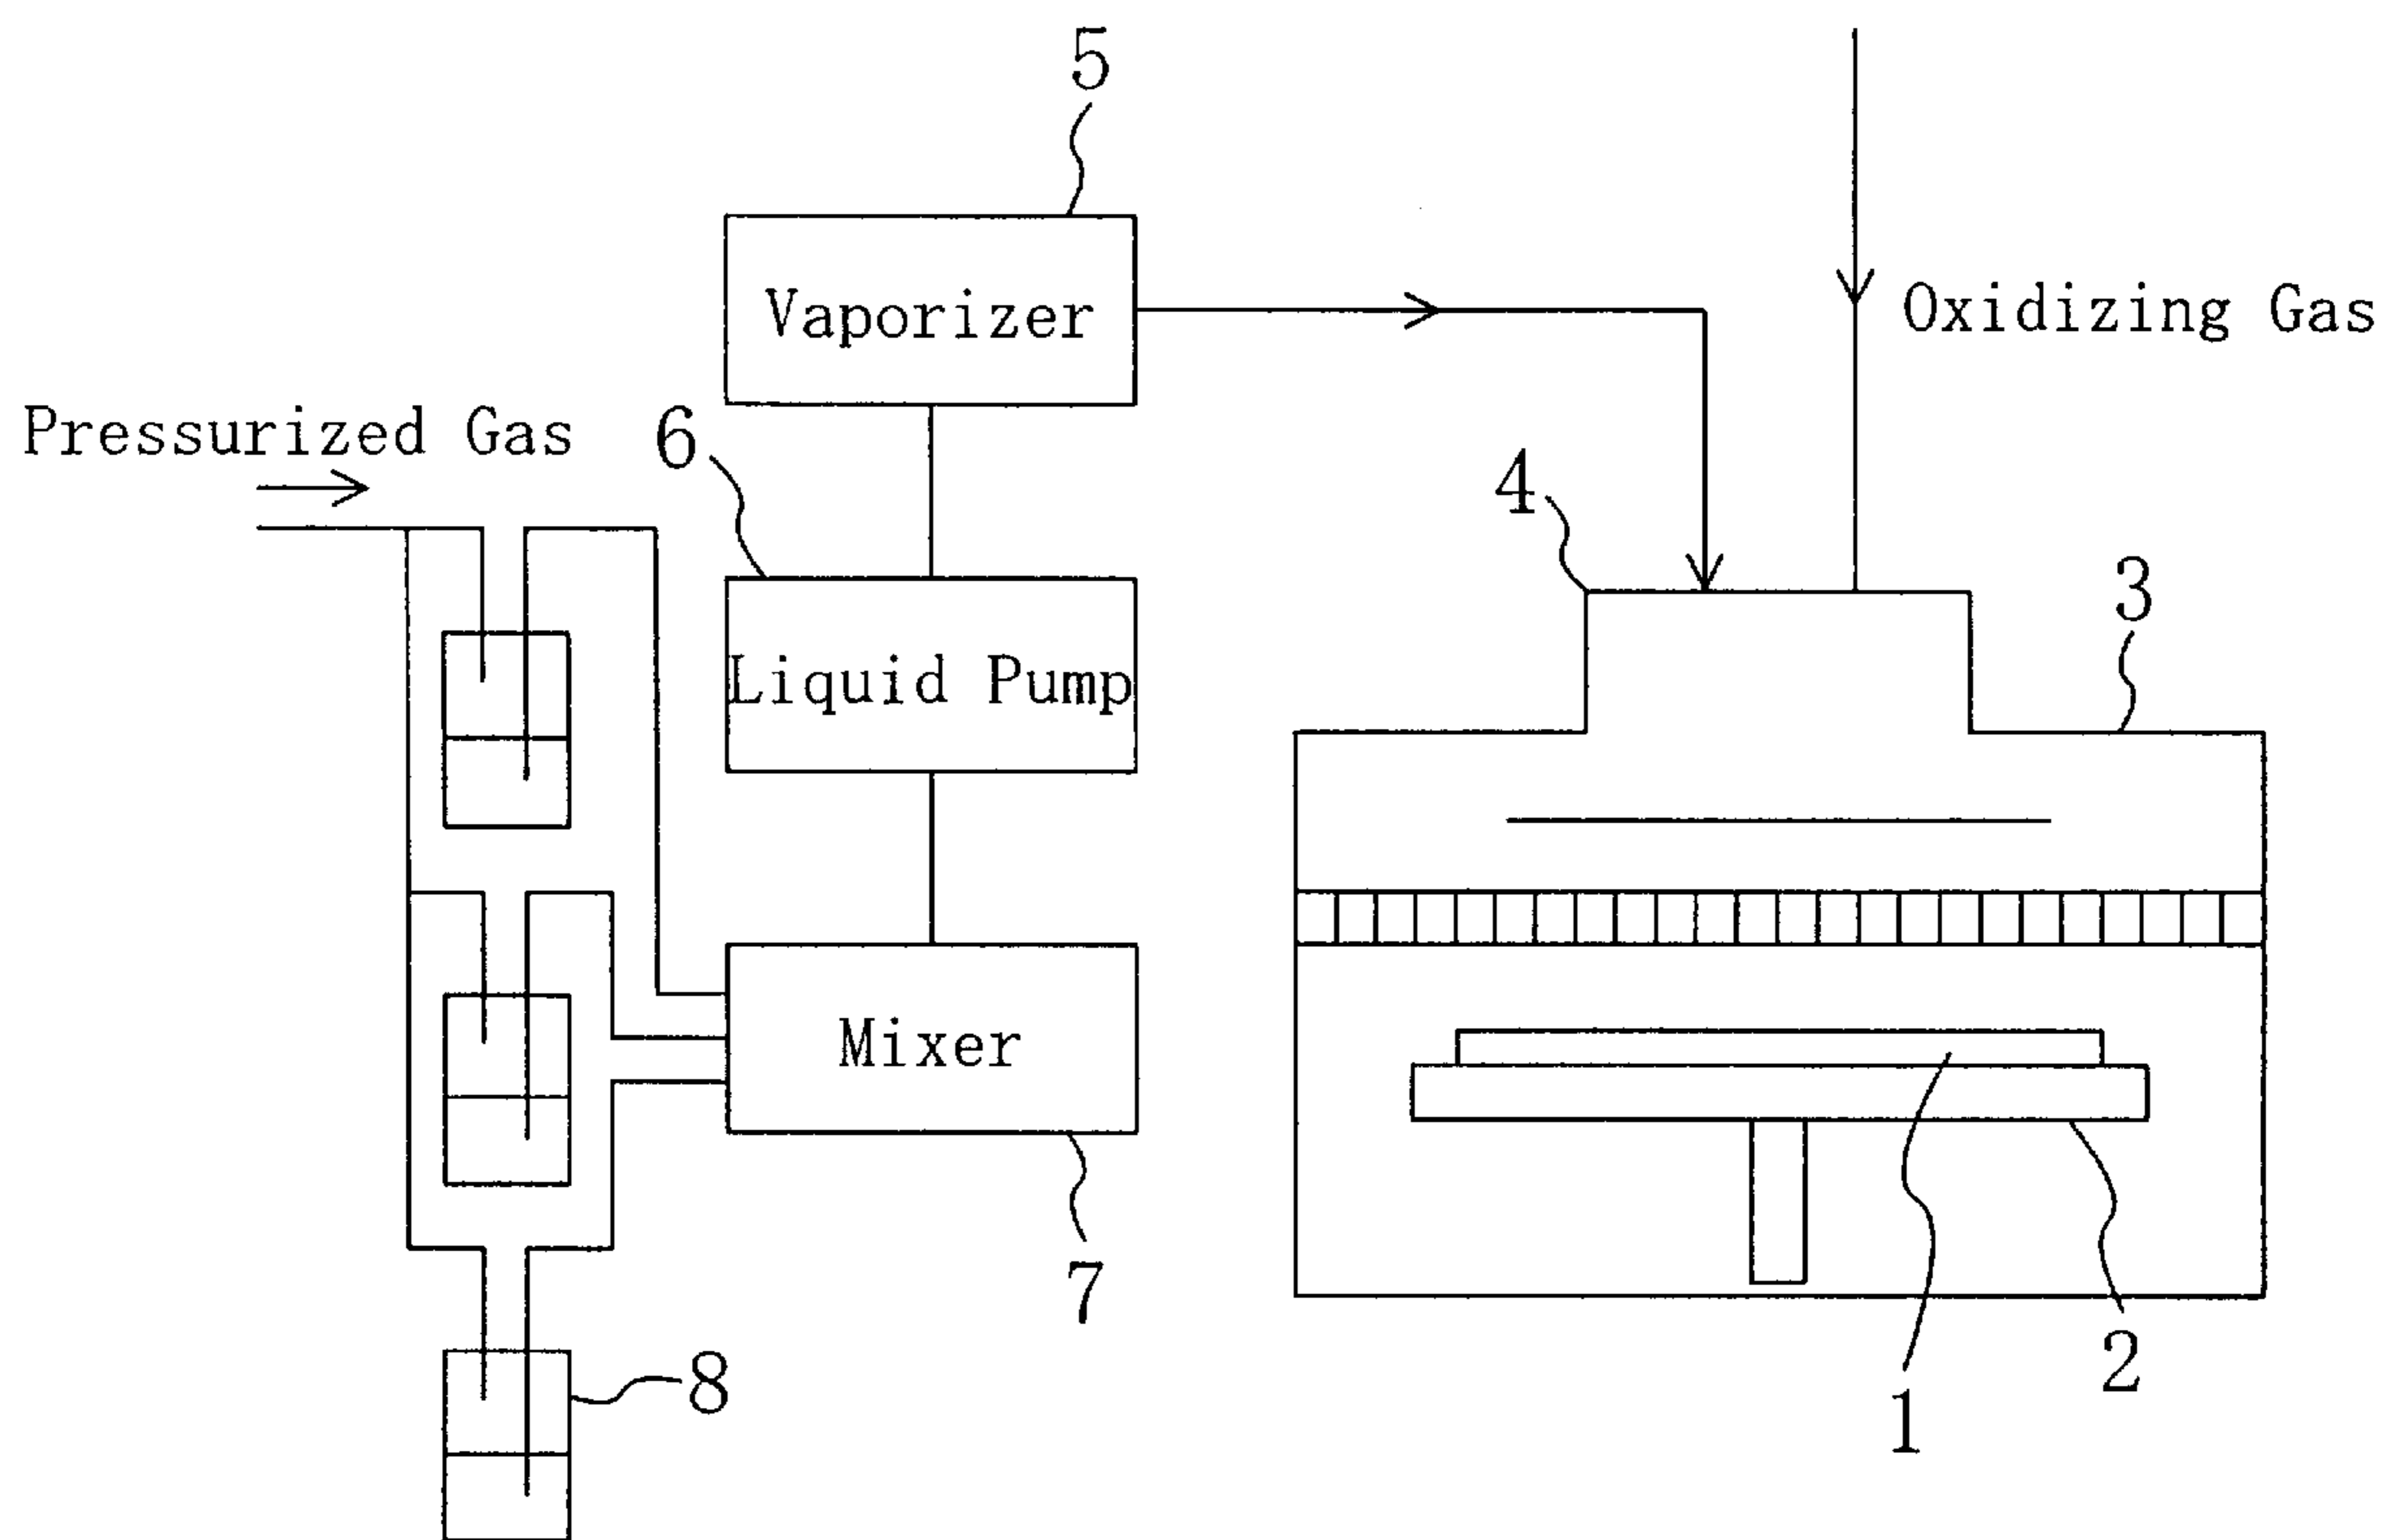 5
Vaporizer
Oxidizing Gas
Pressurized Gas
6
4
3
Liquid Pump
Mixer
7
2
8
1